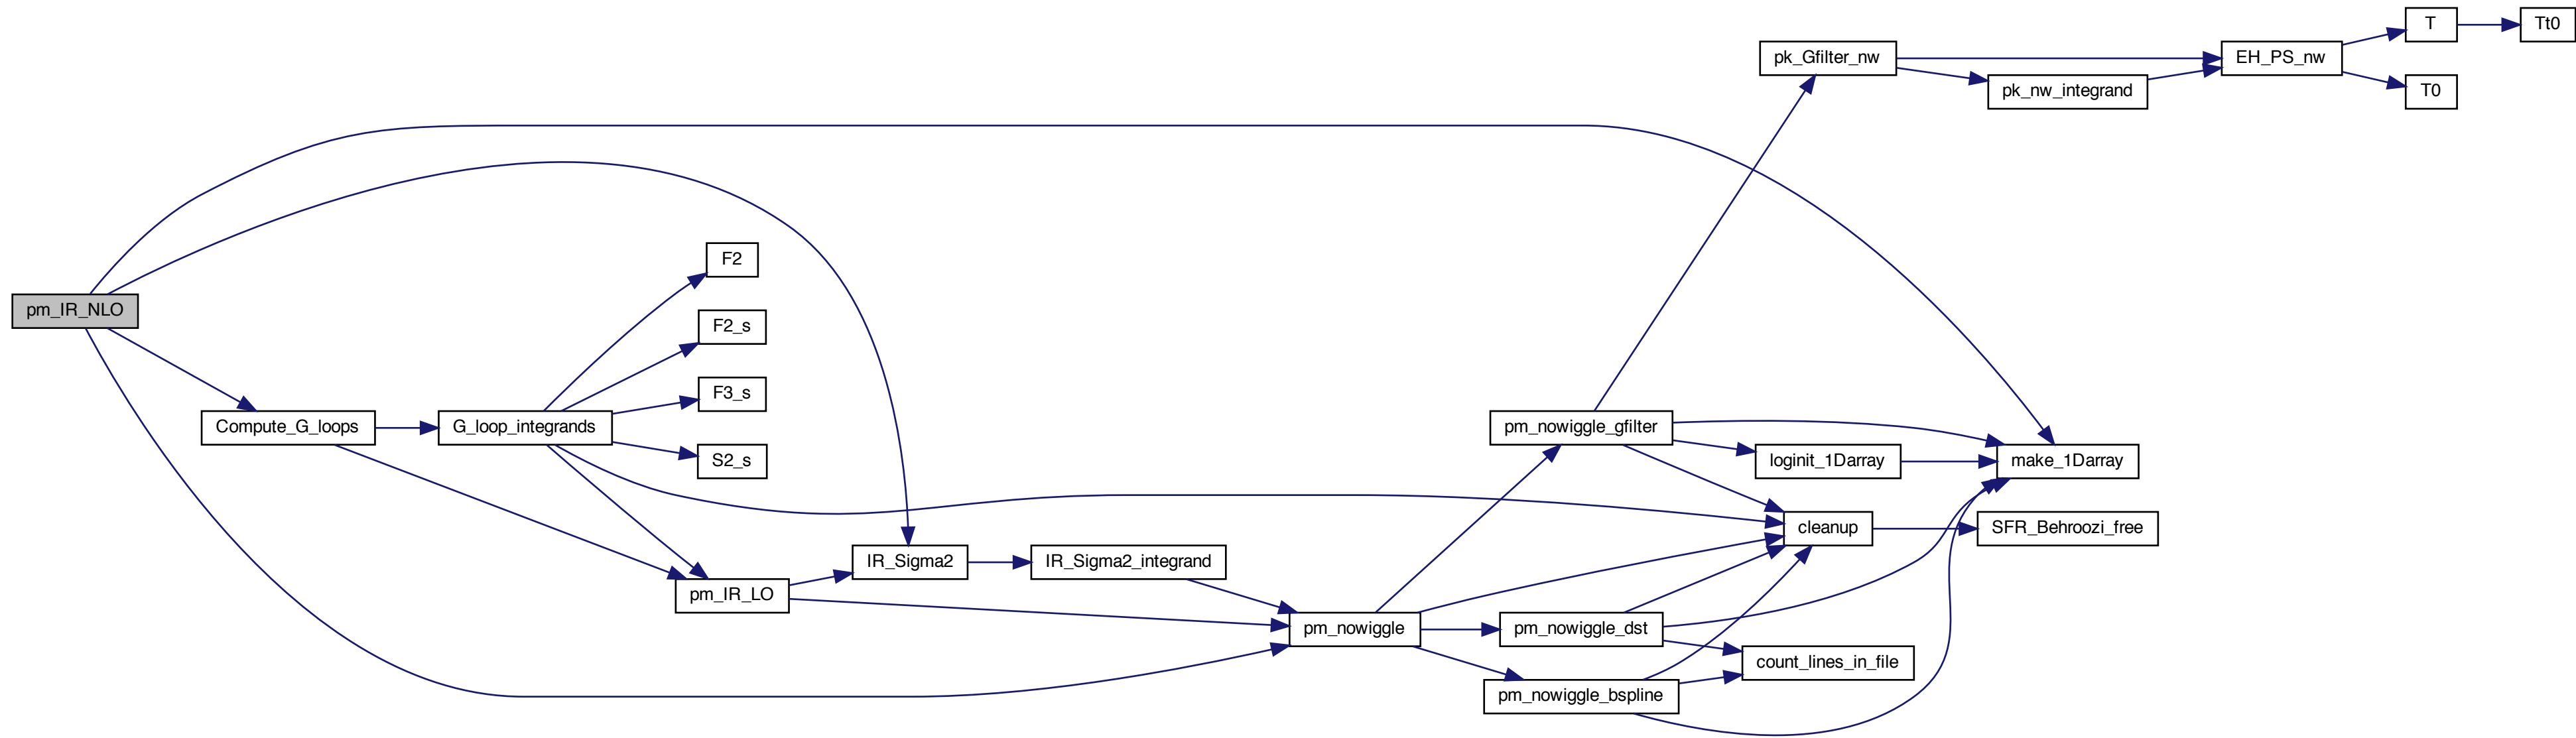 T
Tt0
pk_Gfilter_nw
EH_PS_nw
pk_nw_integrand
T0
F2
pm_IR_NLO
F2_s
F3_s
Compute_G_loops
G_loop_integrands
pm_nowiggle_gfilter
S2_s
loginit_1Darray
make_1Darray
cleanup
SFR_Behroozi_free
IR_Sigma2
IR_Sigma2_integrand
pm_IR_LO
pm_nowiggle
pm_nowiggle_dst
count_lines_in_file
pm_nowiggle_bspline